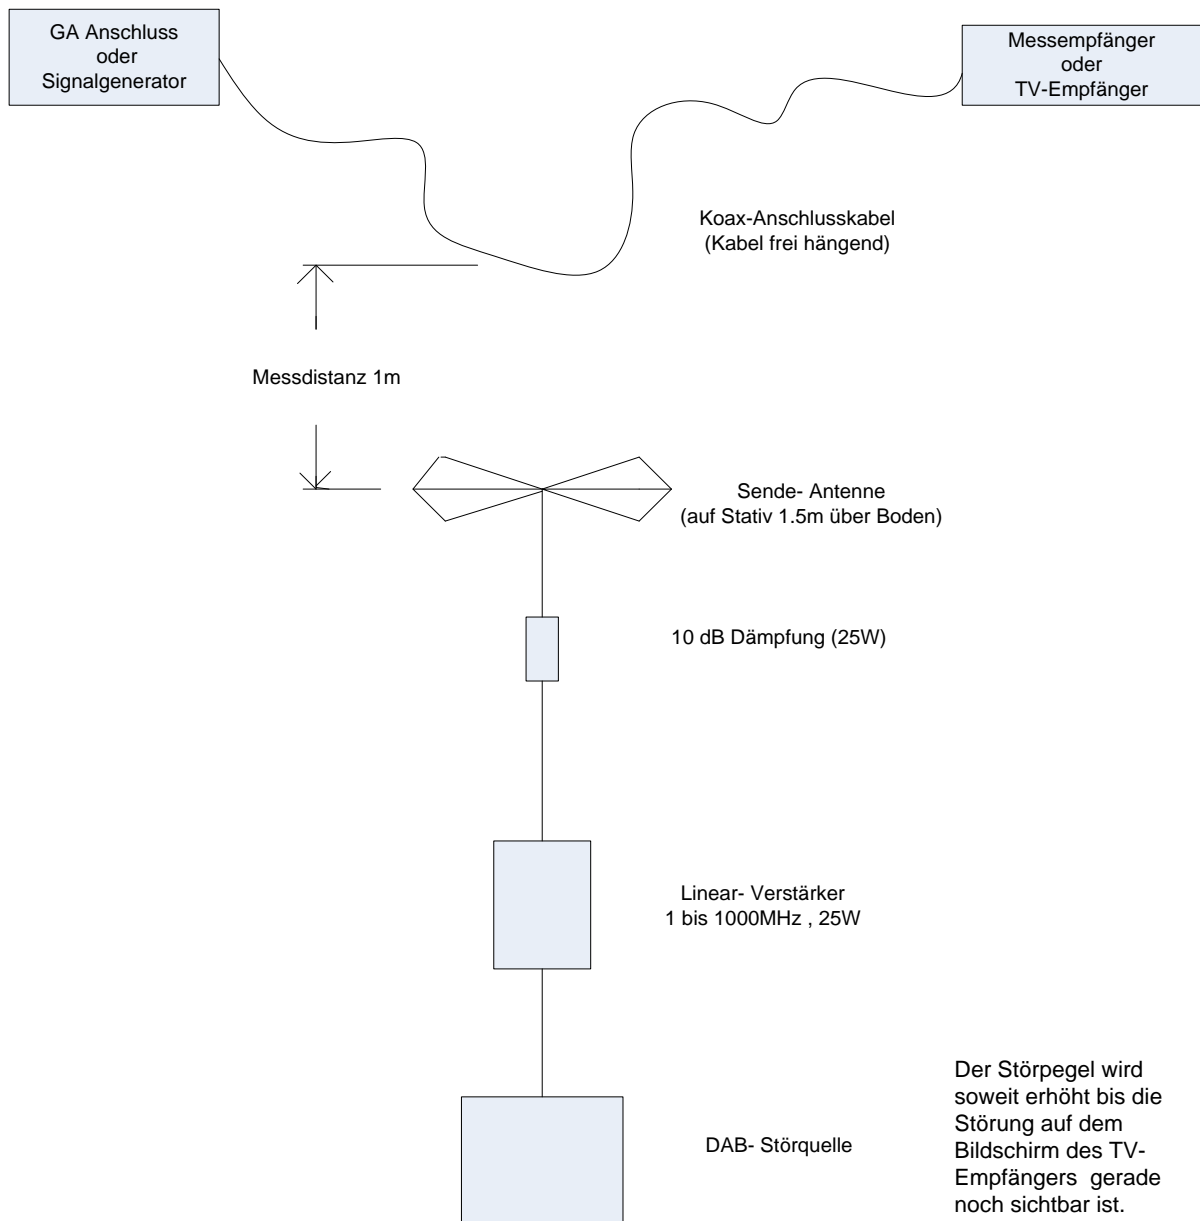 GA Anschluss
oder
Signalgenerator
Messempfänger
oder
TV-Empfänger
Koax-Anschlusskabel
(Kabel frei hängend)
Messdistanz 1m
Sende- Antenne
(auf Stativ 1.5m über Boden)
10 dB Dämpfung (25W)
Linear- Verstärker
1 bis 1000MHz , 25W
DAB- Störquelle
Der Störpegel wird
soweit erhöht bis die
Störung auf dem
Bildschirm des TV-
Empfängers  gerade
noch sichtbar ist.